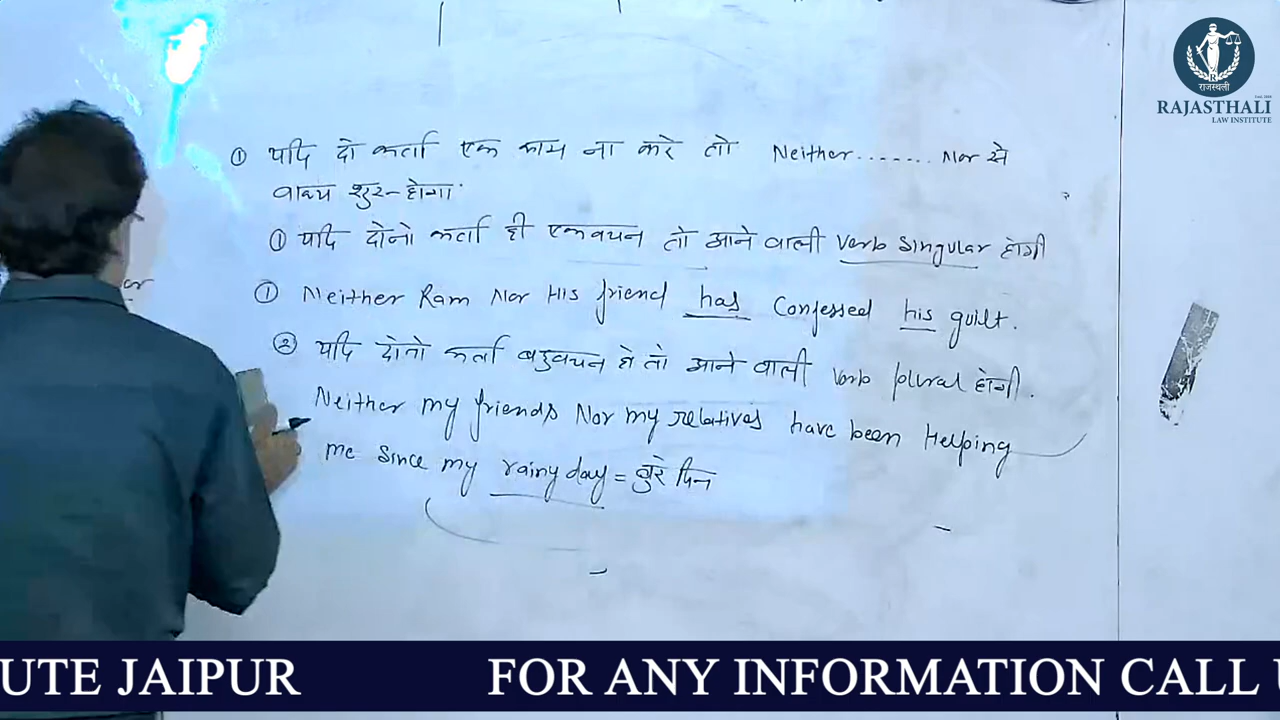 राजस्थली
RAJASTHALI
LAW INSTITUTE
① यदि दो कर्ता एक काम ना करे तो Neither....... Nor से
वाक्य शुरू होगा
① यदि दोनो कर्ता ही एकवचन तो आने वाली verb singular होगी
① Neither Ram Nor His friend has Confessed his guilt.
or
② यदि दोनो कर्ता बहुवचन हो तो आने वाली verb plural होगी.
Neither my friends Nor my relatives have been Helping
me since my rainy day = बुरे दिन
UTE JAIPUR FOR ANY INFORMATION CALL U